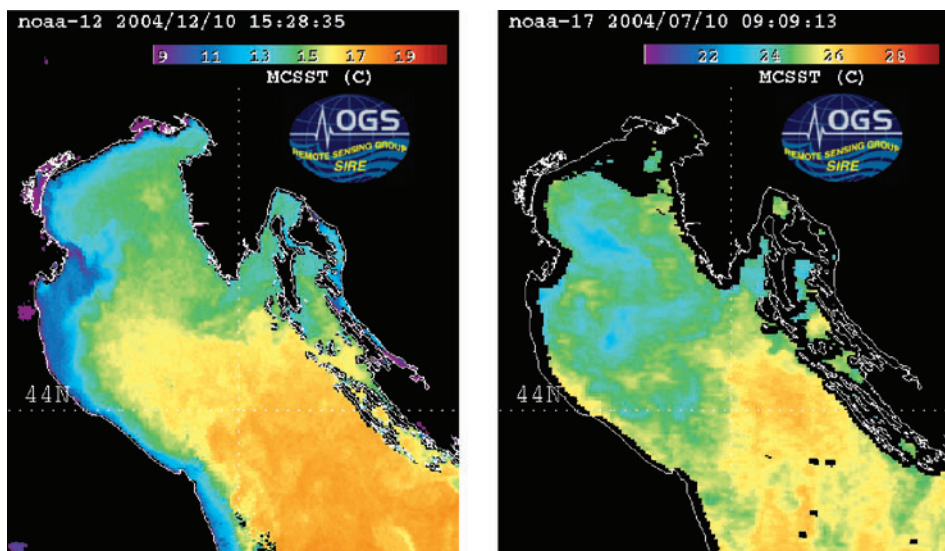 noaa-12 2004/12/10 15:28:35
9 11 13 15 17 19
MCSST (C)
OGS
REMOTE SENSING GROUP
SIRE
44N
noaa-17 2004/07/10 09:09:13
22 24 26 28
MCSST (C)
OGS
REMOTE SENSING GROUP
SIRE
44N